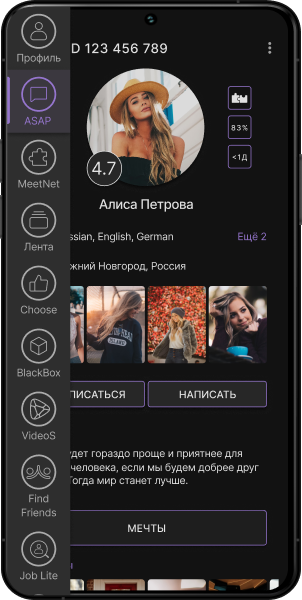 Профиль
ASAP
MeetNet
Лента
Choose
BlackBox
VideoS
Find
Friends
Job Lite
D 123 456 789
4.7
83%
<1Д
Алиса Петрова
ssian, English, German
Ещё 2
жний Новгород, Россия
ПИСАТЬСЯ
НАПИСАТЬ
удет гораздо проще и приятнее для
человека, если мы будем добрее друг
Тогда мир станет лучше.
МЕЧТЫ